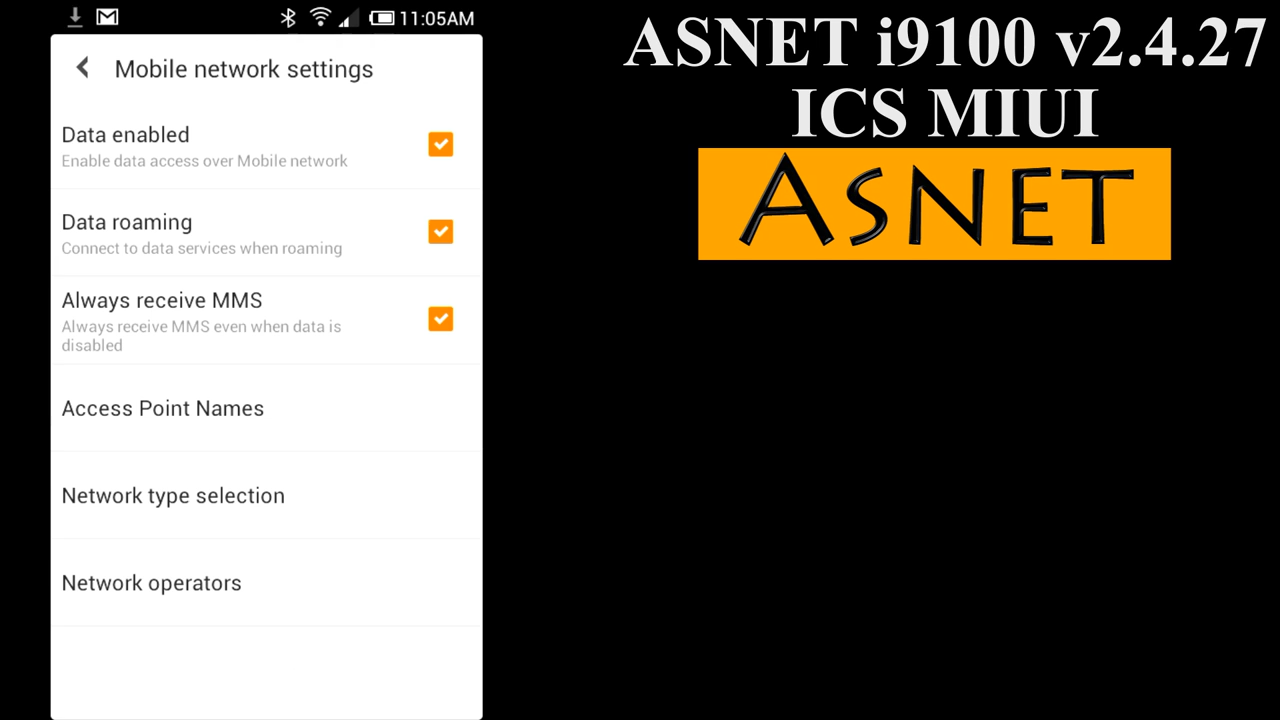 11:05AM
Mobile network settings
Data enabled
Enable data access over Mobile network
Data roaming
Connect to data services when roaming
Always receive MMS
Always receive MMS even when data is
disabled
Access Point Names
Network type selection
Network operators
ASNET i9100 v2.4.27
ICS MIUI
ASNET